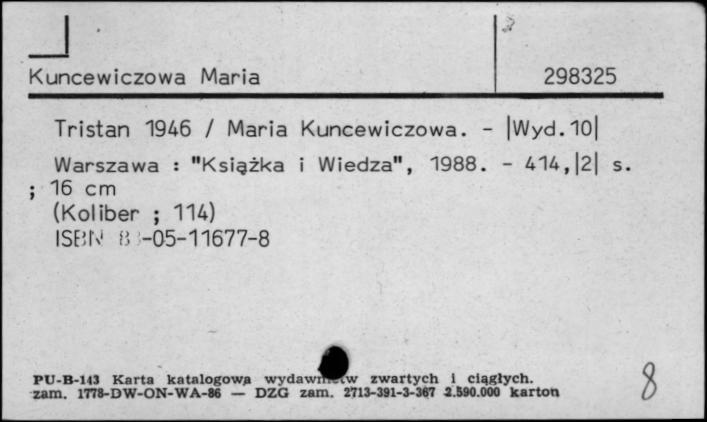 Kuncewiczowa Maria 298325
Tristan 1946 / Maria Kuncewiczowa. - |Wyd.10|
Warszawa : "Książka i Wiedza", 1988. - 414,|2| s.
; 16 cm
(Koliber ; 114)
ISBN 83-05-11677-8
PU-B-143 Karta katalogowa wydawnictw zwartych i ciągłych.
zam. 1778-DW-ON-WA-86 — DZG zam. 2713-391-3-367 2.590.000 karton
8